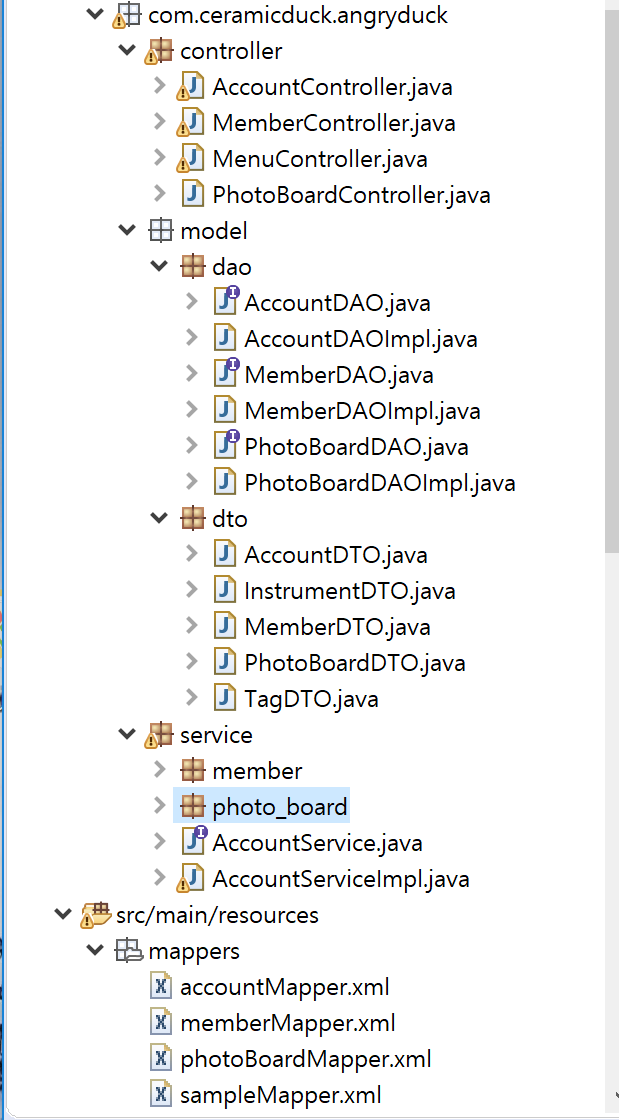 com.ceramicduck.angryduck
controller
AccountController.java
MemberController.java
MenuController.java
PhotoBoardController.java
model
dao
AccountDAO.java
AccountDAOImpl.java
MemberDAO.java
MemberDAOImpl.java
PhotoBoardDAO.java
PhotoBoardDAOImpl.java
dto
AccountDTO.java
InstrumentDTO.java
MemberDTO.java
PhotoBoardDTO.java
TagDTO.java
service
member
photo_board
AccountService.java
AccountServiceImpl.java
src/main/resources
mappers
accountMapper.xml
memberMapper.xml
photoBoardMapper.xml
sampleMapper.xml